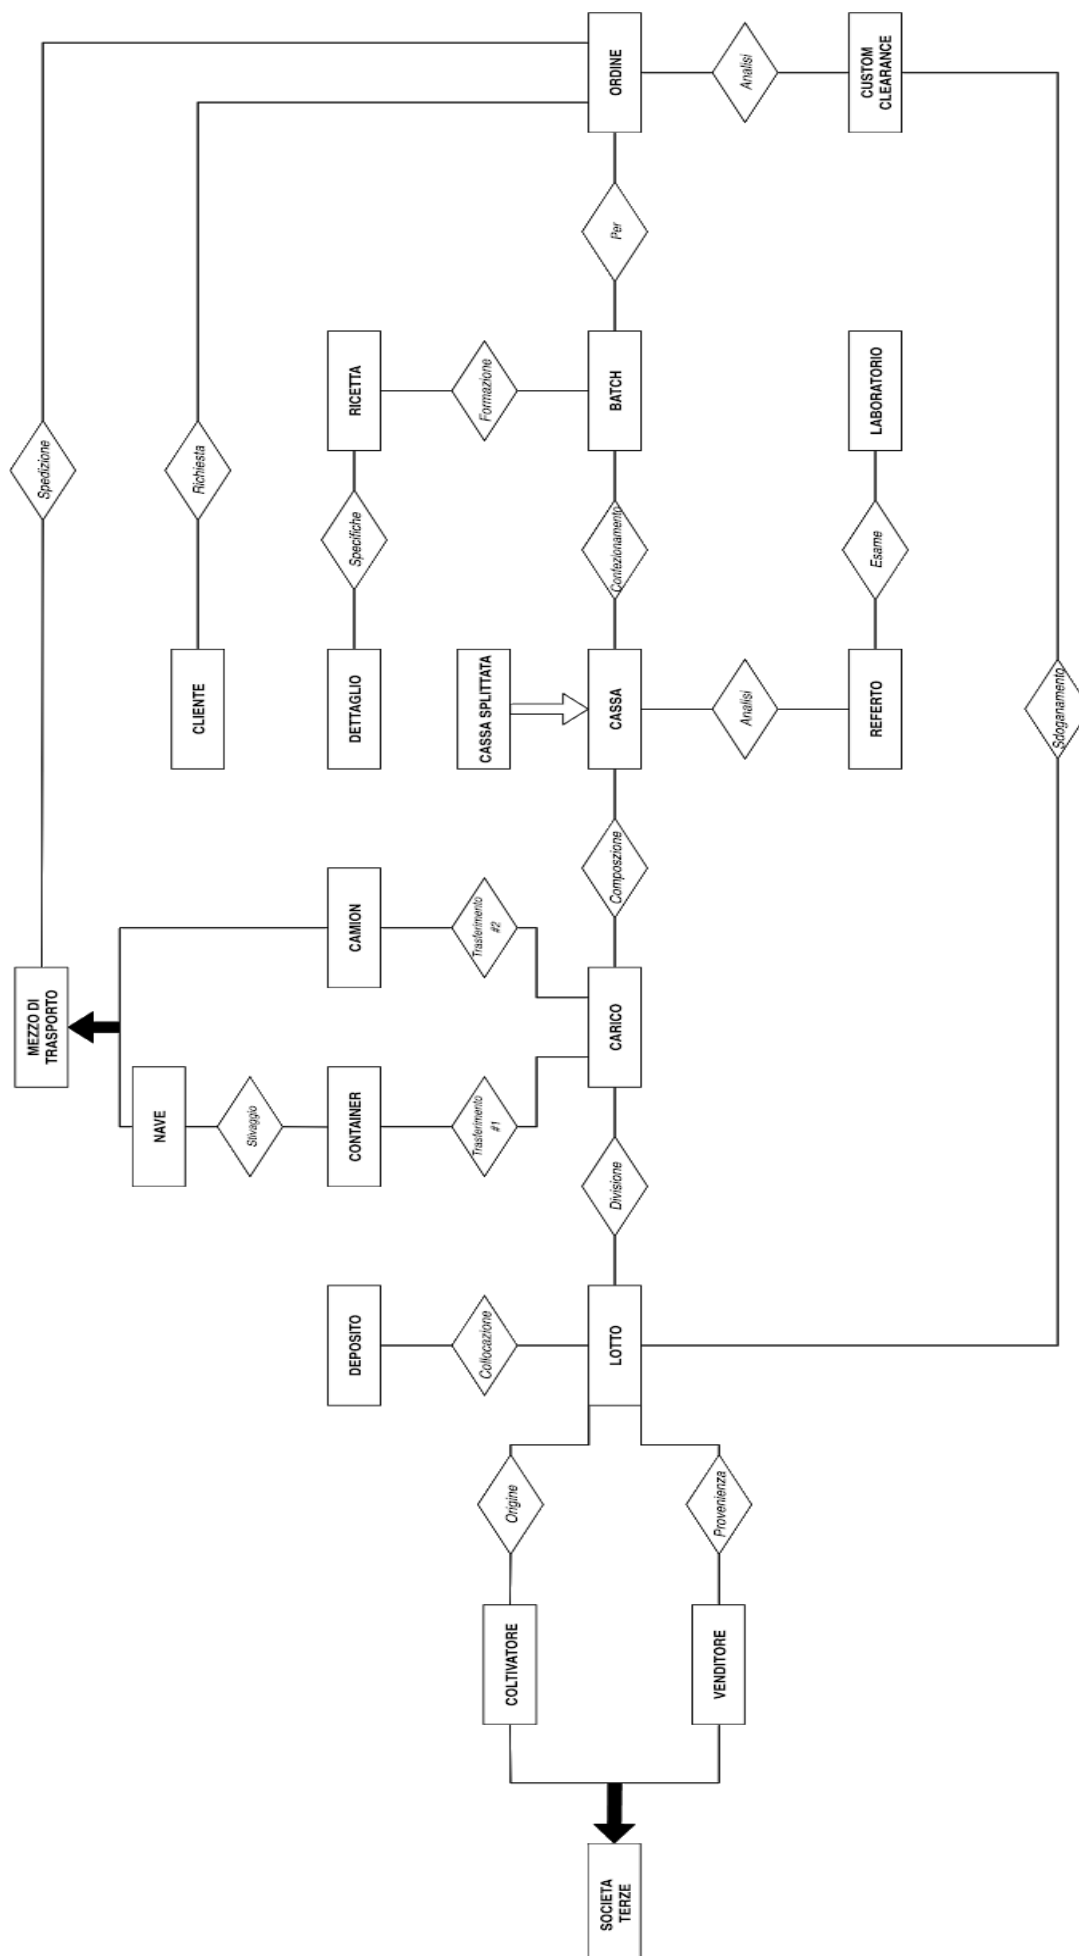 SOCIETA
TERZE
COLTIVATORE
VENDITORE
Origine
Provenienza
DEPOSITO
Collocazione
LOTTO
Divisione
NAVE
Stivaggio
CONTAINER
Trasferimento
#1
MEZZO DI
TRASPORTO
CAMION
Trasferimento
#2
CARICO
Composzione
CLIENTE
DETTAGLIO
CASSA SPLITTATA
CASSA
Analisi
REFERTO
Sdoganamento
Specifiche
Confezionamento
Esame
Spedizione
Richiesta
RICETTA
Formazione
BATCH
LABORATORIO
Per
ORDINE
Analisi
CUSTOM
CLEARANCE